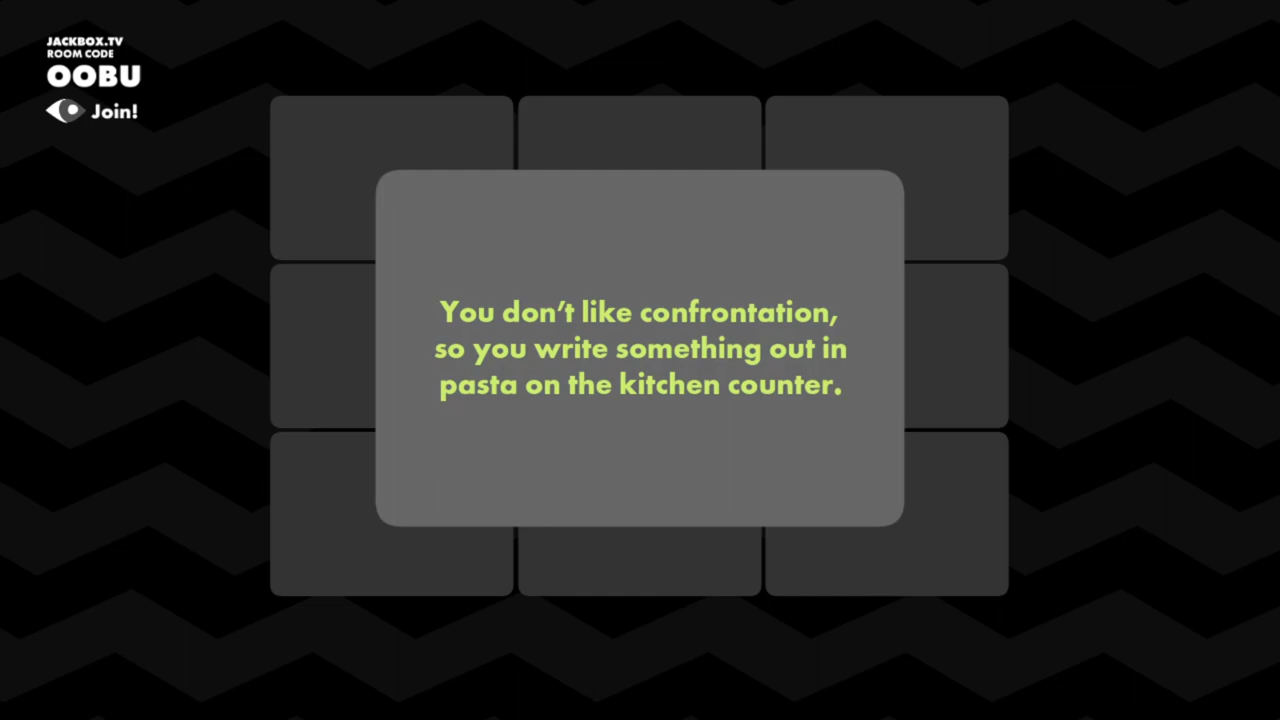 JACKBOX.TV
ROOM CODE
OOBU
Join!
You don't like confrontation,
so you write something out in
pasta on the kitchen counter.